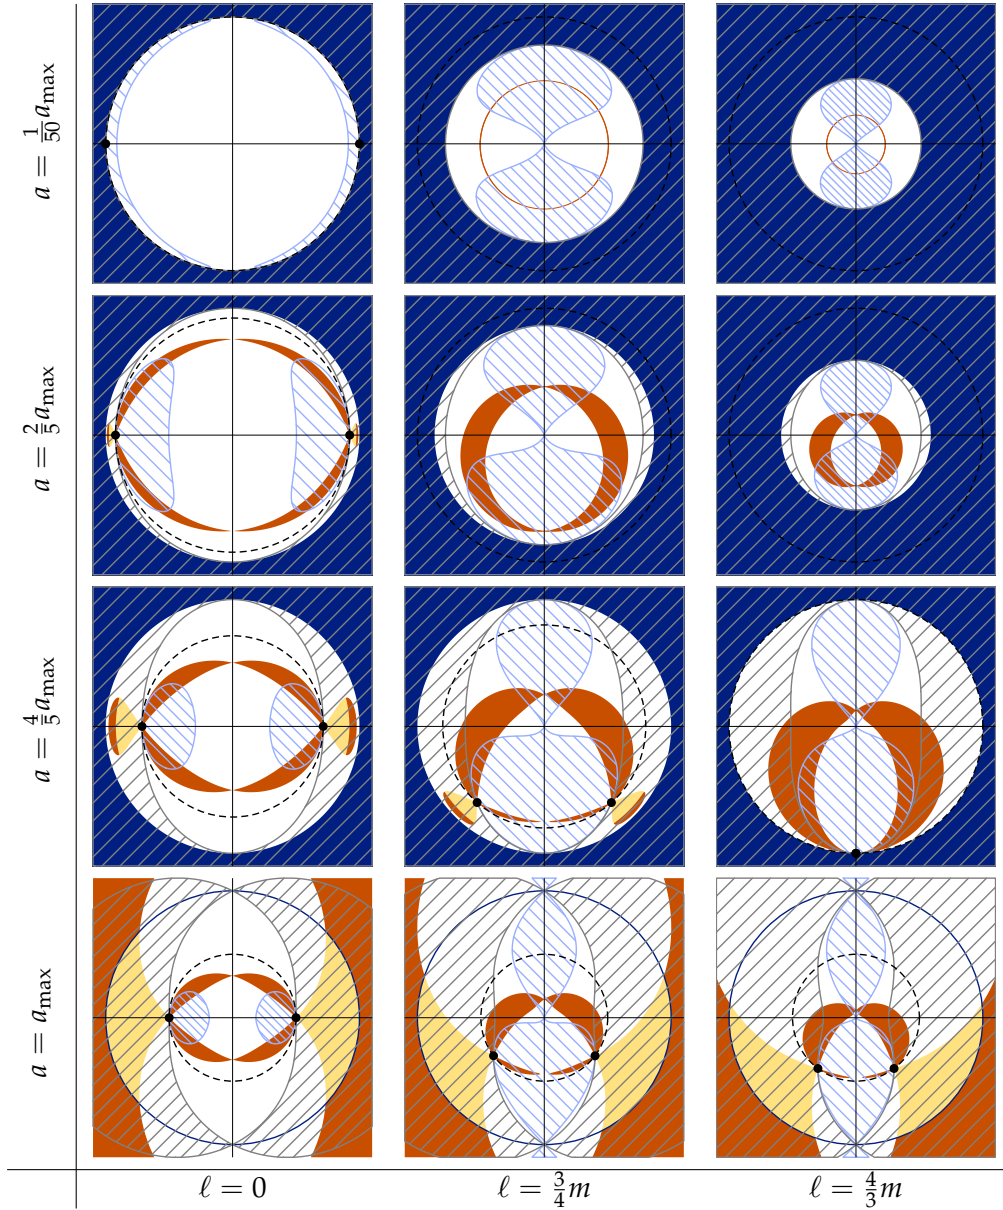 a = 1/50 a_max
a = 2/5 a_max
a = 4/5 a_max
a = a_max
ℓ = 0
ℓ = 3/4 m
ℓ = 4/3 m